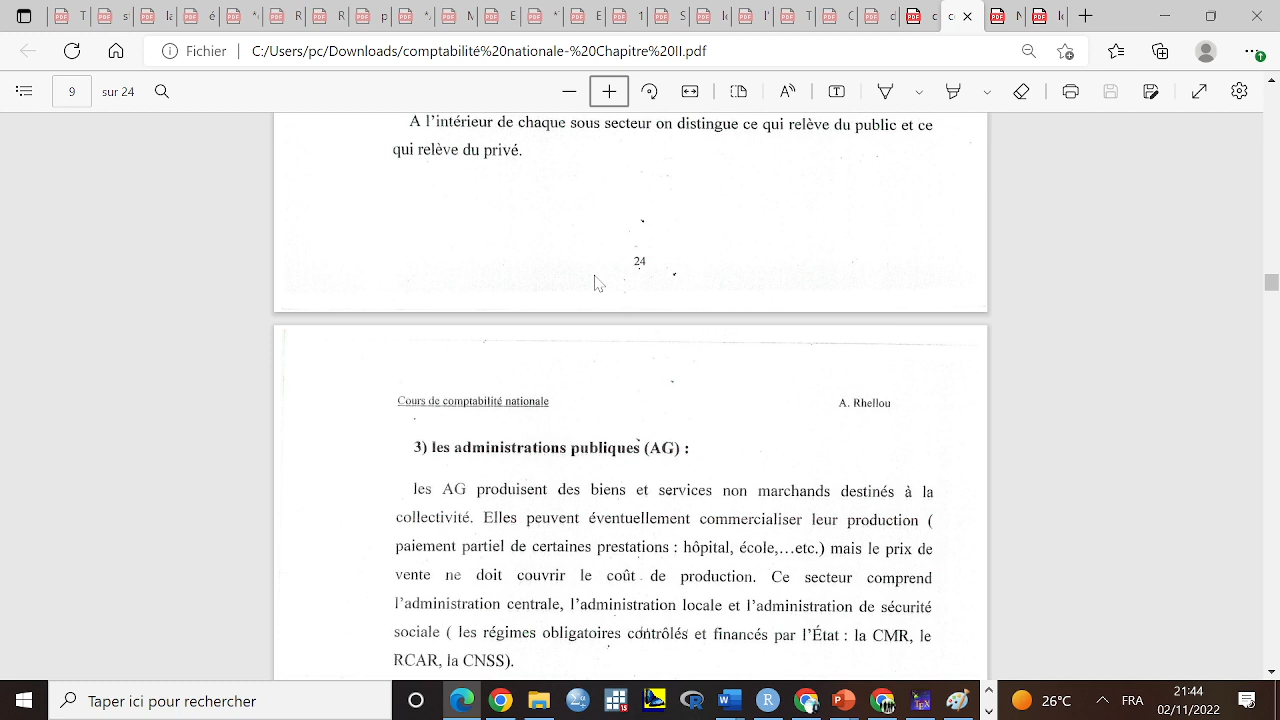 T
k
é
*
R
R
p
*
N
E
E
T
S
k
T
T
C
d
c
c
N
k
Fichier
C:/Users/pc/Downloads/comptabilité%20nationale-%20Chapitre%20II.pdf
9 sur 24
A l'intérieur de chaque sous secteur on distingue ce qui relève du public et ce
qui relève du privé.
24
Cours de comptabilité nationale
A. Rhellou
3) les administrations publiques (AG) :
les AG produisent des biens et services non marchands destinés à la
collectivité. Elles peuvent éventuellement commercialiser leur production (
paiement partiel de certaines prestations : hôpital, école,…etc.) mais le prix de
vente ne doit couvrir le coût de production. Ce secteur comprend
l'administration centrale, l'administration locale et l'administration de sécurité
sociale ( les régimes obligatoires contrôlés et financés par l'État : la CMR, le
RCAR, la CNSS).
Taper ici pour rechercher
26°C
FRA
21:44
02/11/2022